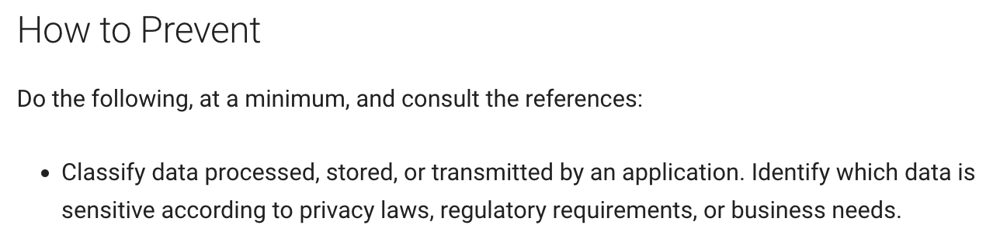 How to Prevent
Do the following, at a minimum, and consult the references:
• Classify data processed, stored, or transmitted by an application. Identify which data is
sensitive according to privacy laws, regulatory requirements, or business needs.